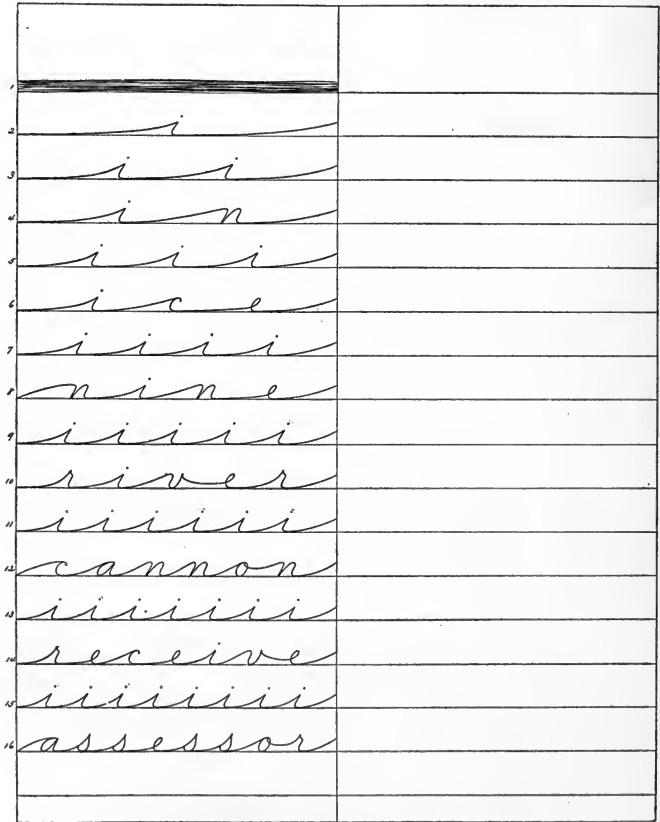 1
2 i
3 i i
4 i n
5 i i i
6 i c e
7 i i i i
8 n i n e
9 i i i i i
10 r i v e r
11 i i i i i i
12 c a n n o n
13 i i i i i i i
14 r e c e i v e
15 i i i i i i i i
16 a s s e s s o r